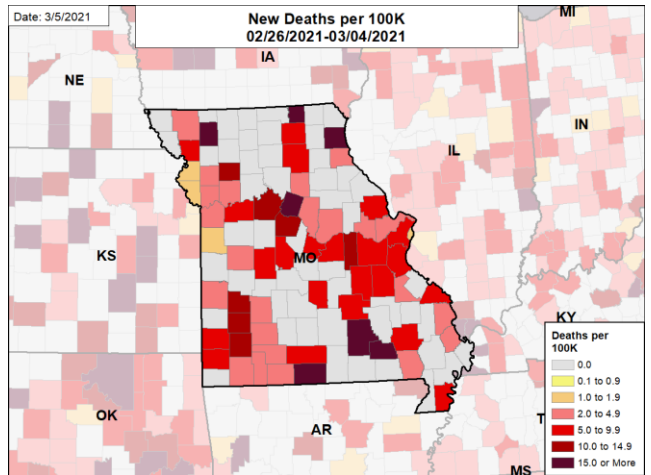 Date: 3/5/2021
New Deaths per 100K
02/26/2021-03/04/2021
MI
IA
NE
IN
IL
KS
MO
KY
OK
AR
MS
Deaths per
100K
0.0
0.1 to 0.9
1.0 to 1.9
2.0 to 4.9
5.0 to 9.9
10.0 to 14.9
15.0 or More